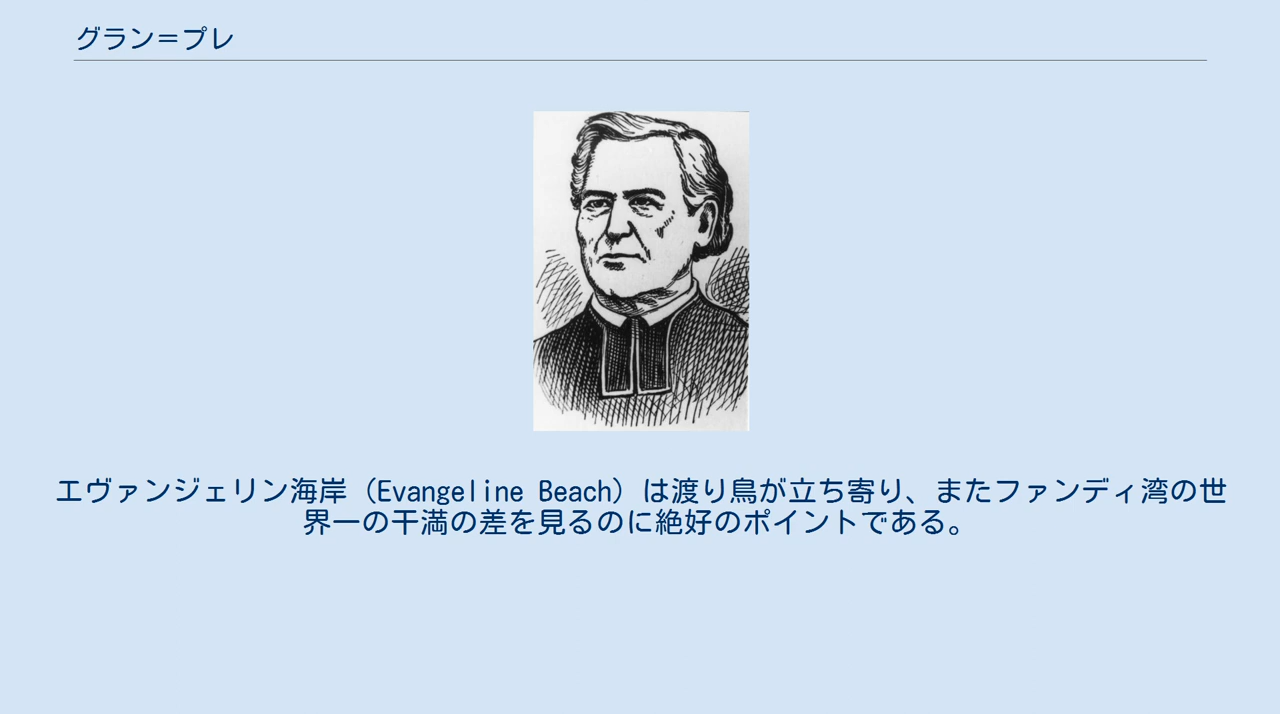 グラン＝プレ
エヴァンジェリン海岸（Evangeline Beach）は渡り鳥が立ち寄り、またファンディ湾の世
界一の干満の差を見るのに絶好のポイントである。